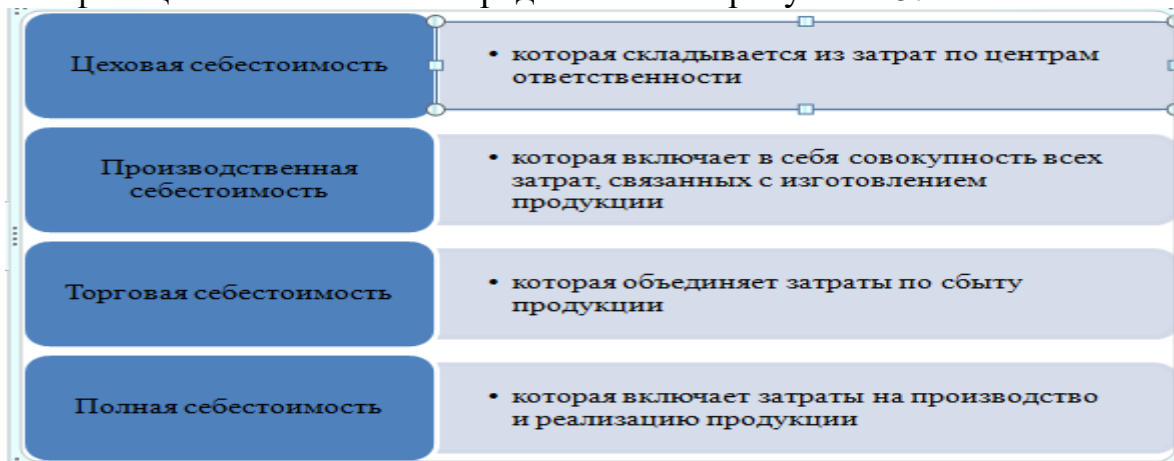 Цеховая себестоимость
• которая складывается из затрат по центрам
ответственности
Производственная
себестоимость
• которая включает в себя совокупность всех
затрат, связанных с изготовлением
продукции
Торговая себестоимость
• которая объединяет затраты по сбыту
продукции
Полная себестоимость
• которая включает затраты на производство
и реализацию продукции